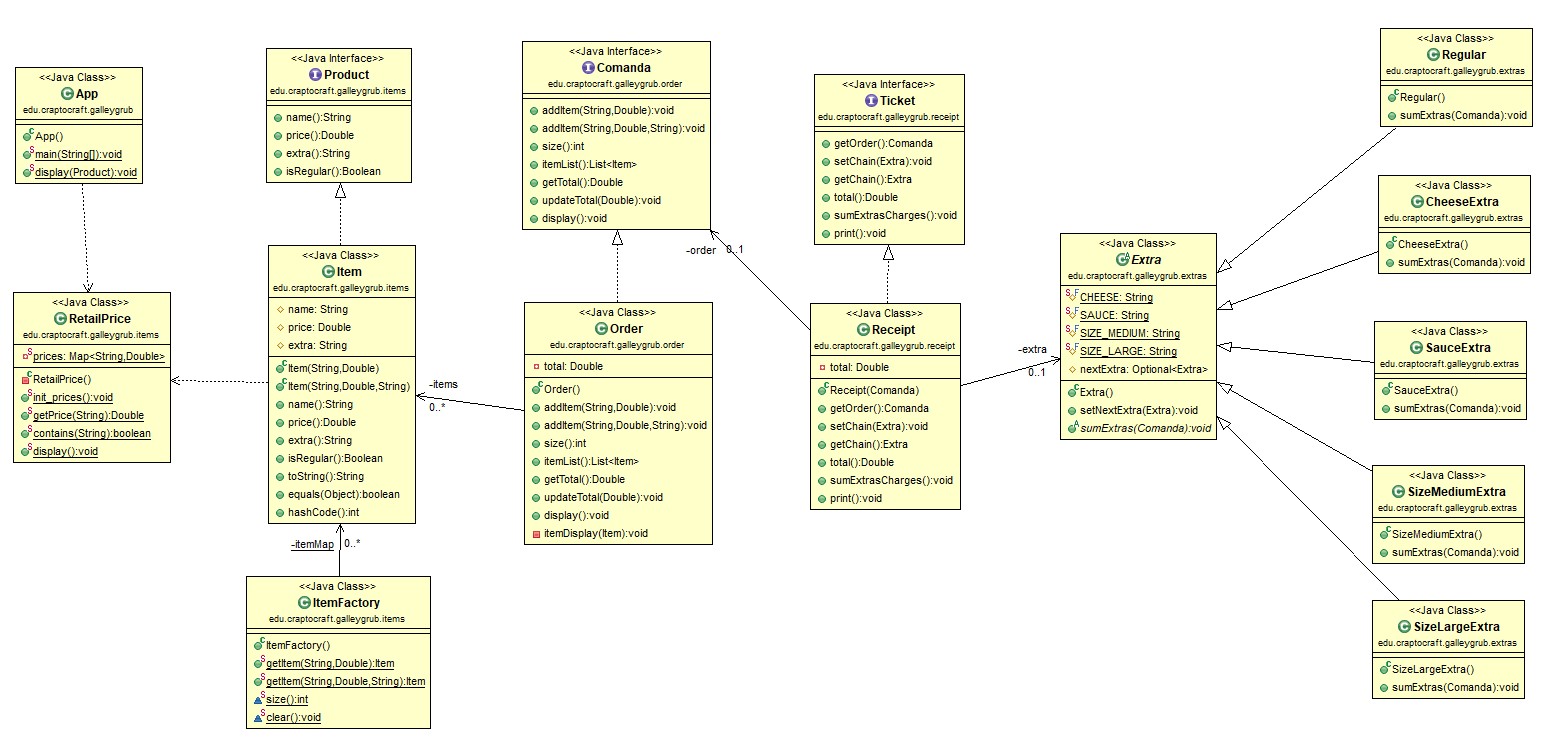 <<Java Class>>
App
edu.craptocraft.galleygrub
App()
main(String[]):void
display(Product):void
<<Java Class>>
RetailPrice
edu.craptocraft.galleygrub.items
prices: Map<String,Double>
RetailPrice()
init_prices():void
getPrice(String):Double
contains(String):boolean
display():void
<<Java Interface>>
Product
edu.craptocraft.galleygrub.items
name():String
price():Double
extra():String
isRegular():Boolean
<<Java Class>>
Item
edu.craptocraft.galleygrub.items
name: String
price: Double
extra: String
Item(String,Double)
Item(String,Double,String)
name():String
price():Double
extra():String
isRegular():Boolean
toString():String
equals(Object):boolean
hashCode():int
-itemMap 0..*
<<Java Class>>
ItemFactory
edu.craptocraft.galleygrub.items
ItemFactory()
getItem(String,Double):Item
getItem(String,Double,String):Item
size():int
clear():void
-items
0..*
<<Java Interface>>
Comanda
edu.craptocraft.galleygrub.order
addItem(String,Double):void
addItem(String,Double,String):void
size():int
itemList():List<Item>
getTotal():Double
updateTotal(Double):void
display():void
<<Java Class>>
Order
edu.craptocraft.galleygrub.order
total: Double
Order()
addItem(String,Double):void
addItem(String,Double,String):void
size():int
itemList():List<Item>
getTotal():Double
updateTotal(Double):void
display():void
itemDisplay(Item):void
-order 0..1
<<Java Interface>>
Ticket
edu.craptocraft.galleygrub.receipt
getOrder():Comanda
setChain(Extra):void
getChain():Extra
total():Double
sumExtrasCharges():void
print():void
<<Java Class>>
Receipt
edu.craptocraft.galleygrub.receipt
total: Double
Receipt(Comanda)
getOrder():Comanda
setChain(Extra):void
getChain():Extra
total():Double
sumExtrasCharges():void
print():void
-extra
0..1
<<Java Class>>
Extra
edu.craptocraft.galleygrub.extras
CHEESE: String
SAUCE: String
SIZE_MEDIUM: String
SIZE_LARGE: String
nextExtra: Optional<Extra>
Extra()
setNextExtra(Extra):void
sumExtras(Comanda):void
<<Java Class>>
Regular
edu.craptocraft.galleygrub.extras
Regular()
sumExtras(Comanda):void
<<Java Class>>
CheeseExtra
edu.craptocraft.galleygrub.extras
CheeseExtra()
sumExtras(Comanda):void
<<Java Class>>
SauceExtra
edu.craptocraft.galleygrub.extras
SauceExtra()
sumExtras(Comanda):void
<<Java Class>>
SizeMediumExtra
edu.craptocraft.galleygrub.extras
SizeMediumExtra()
sumExtras(Comanda):void
<<Java Class>>
SizeLargeExtra
edu.craptocraft.galleygrub.extras
SizeLargeExtra()
sumExtras(Comanda):void